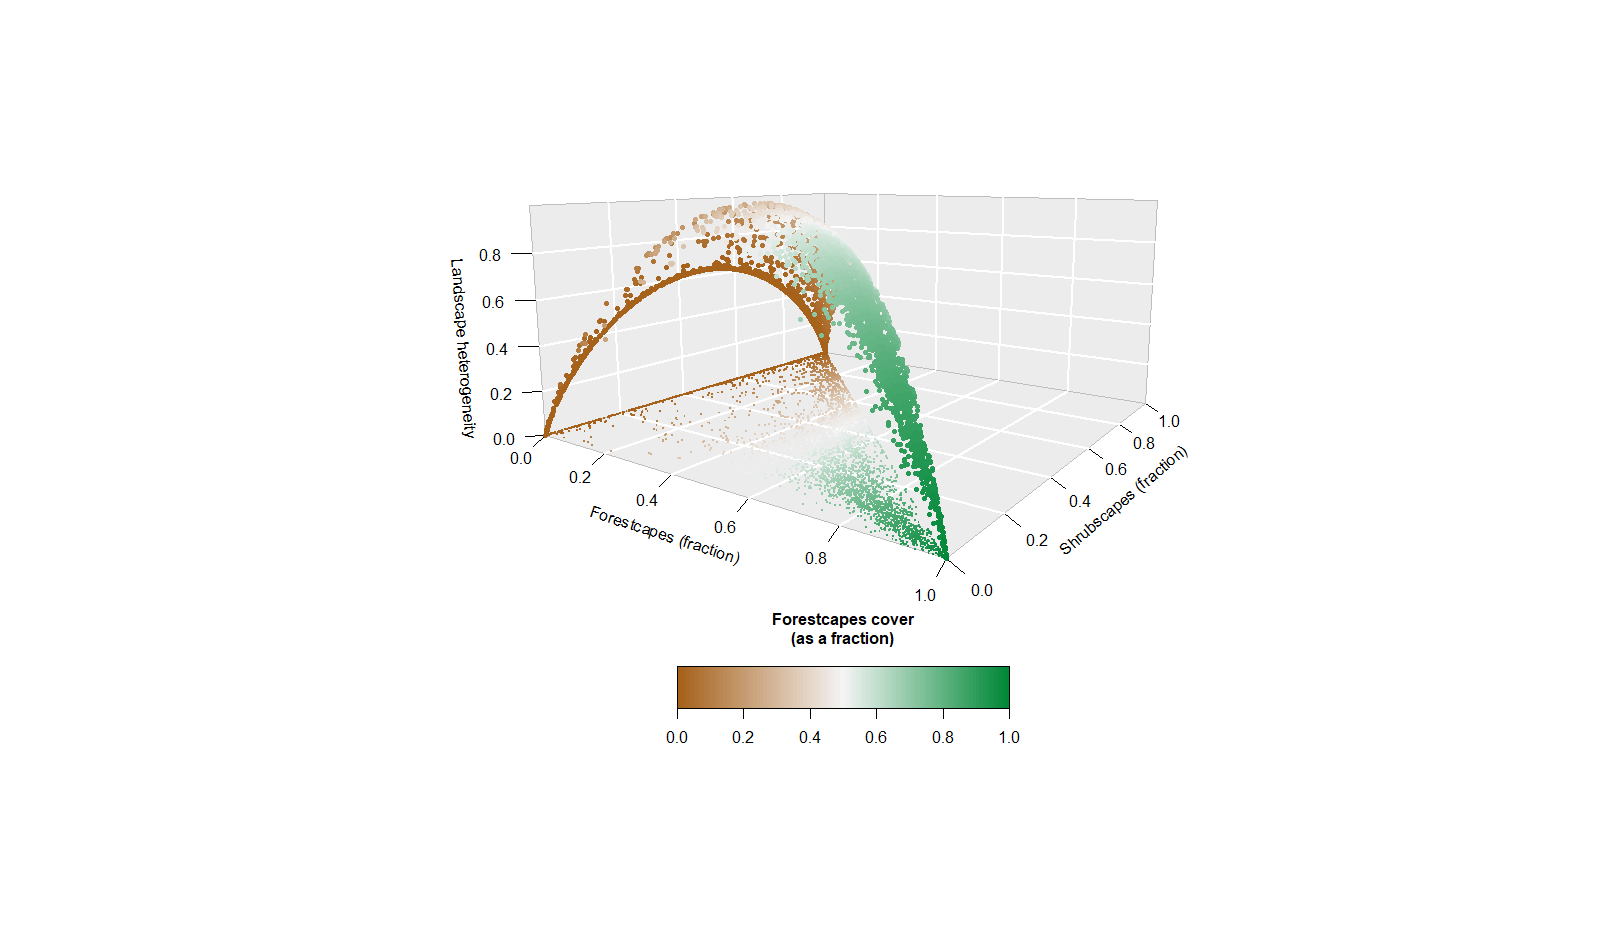 Landscape heterogeneity
0.8
0.6
0.4
0.2
0.0
0.0
0.2
0.4
0.6
0.8
1.0
Forestcapes (fraction)
0.0
0.2
0.4
0.6
0.8
1.0
Shrubscapes (fraction)
Forestcapes cover
(as a fraction)
0.0 0.2 0.4 0.6 0.8 1.0